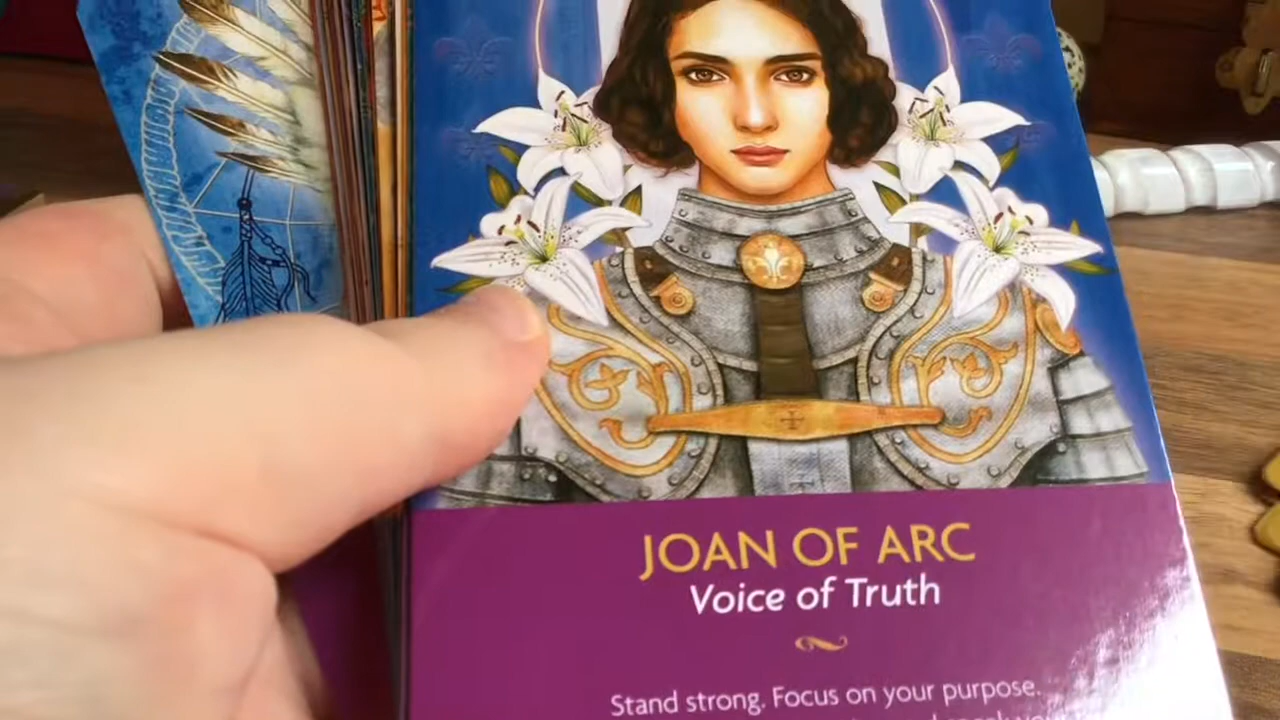 JOAN OF ARC
Voice of Truth
Stand strong. Focus on your purpose.